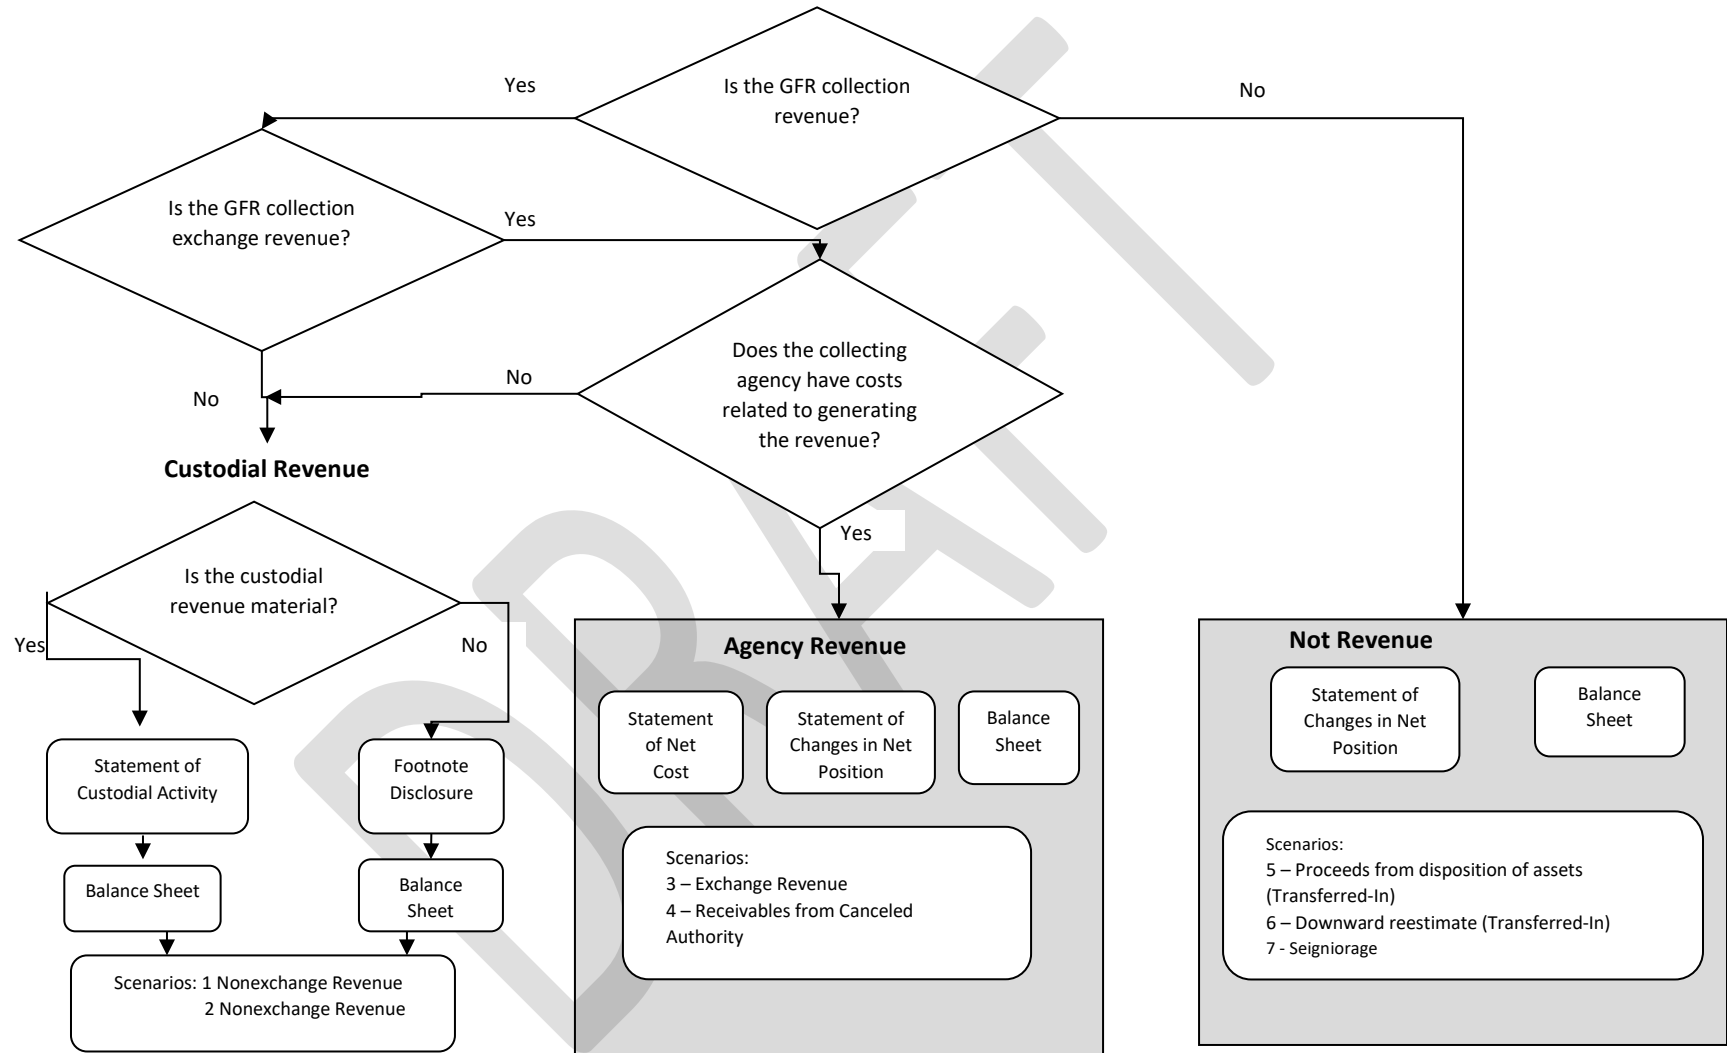 Is the GFR collection
revenue?
Yes
No
Is the GFR collection
exchange revenue?
Yes
No
Does the collecting
agency have costs
related to generating
the revenue?
No
Yes
Custodial Revenue
Is the custodial
revenue material?
Yes
No
Statement of
Custodial Activity
Footnote
Disclosure
Balance Sheet
Balance
Sheet
Scenarios: 1 Nonexchange Revenue
2 Nonexchange Revenue
Agency Revenue
Statement
of Net
Cost
Statement of
Changes in Net
Position
Balance
Sheet
Scenarios:
3 – Exchange Revenue
4 – Receivables from Canceled
Authority
Not Revenue
Statement of
Changes in Net
Position
Balance
Sheet
Scenarios:
5 – Proceeds from disposition of assets
(Transferred-In)
6 – Downward reestimate (Transferred-In)
7 - Seigniorage
DRAFT